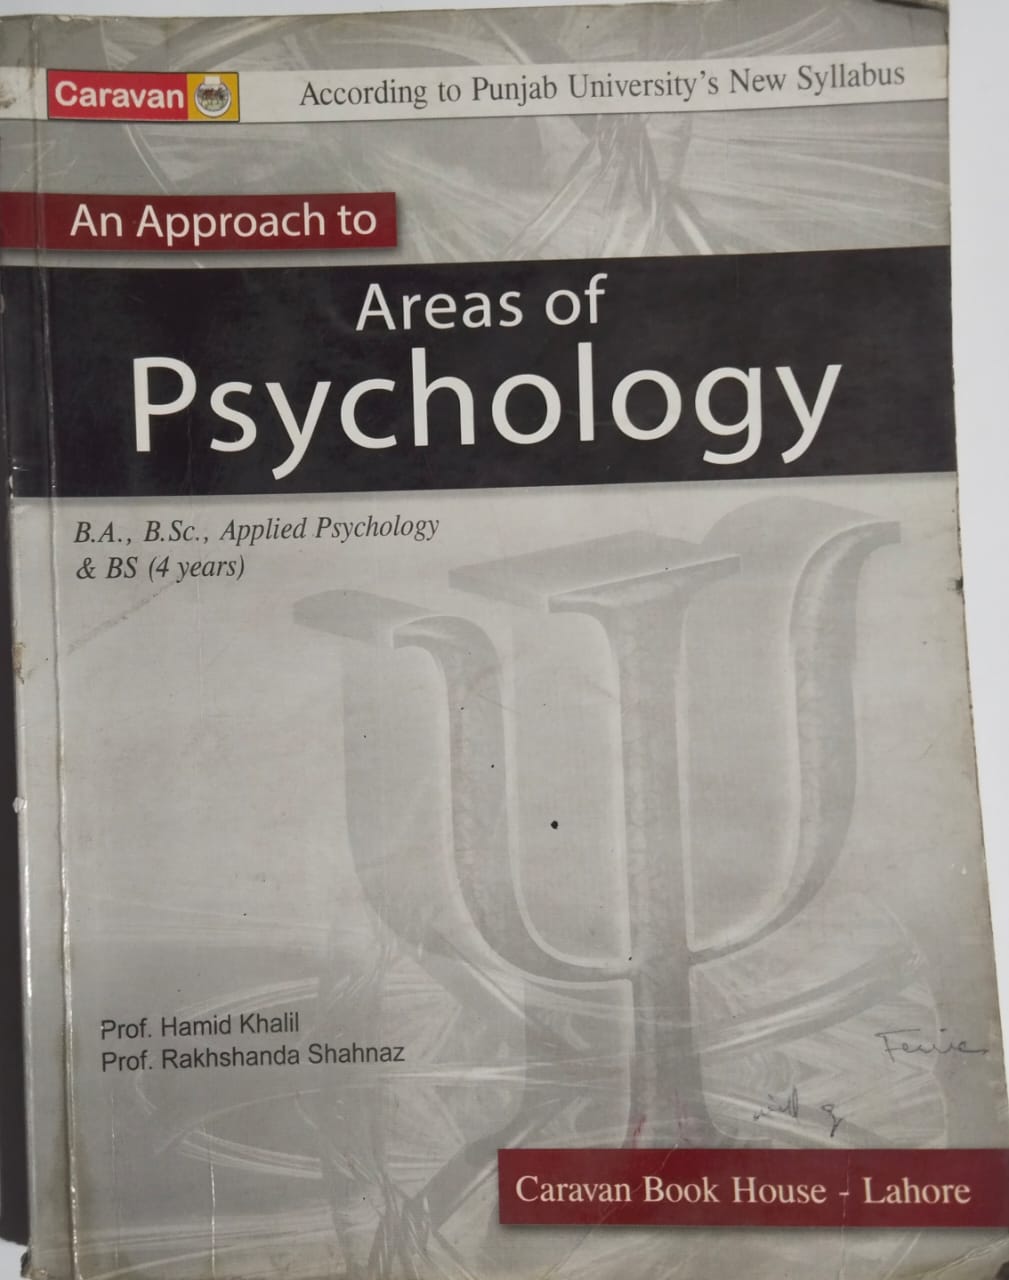 Caravan
According to Punjab University's New Syllabus
An Approach to
Areas of
Psychology
B.A., B.Sc., Applied Psychology
& BS (4 years)
Prof. Hamid Khalil
Prof. Rakhshanda Shahnaz
Caravan Book House - Lahore